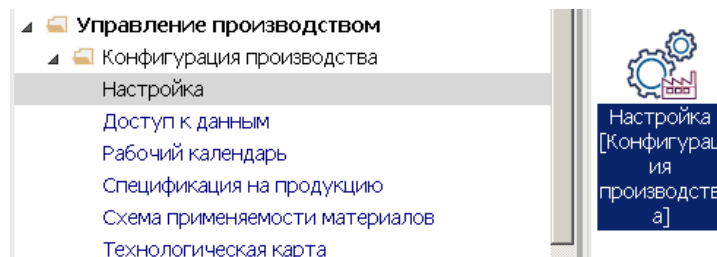 Управление производством
Конфигурация производства
Настройка
Доступ к данным
Рабочий календарь
Спецификация на продукцию
Схема применяемости материалов
Технологическая карта
Настройка
[Конфигурац
ия
производств
а]